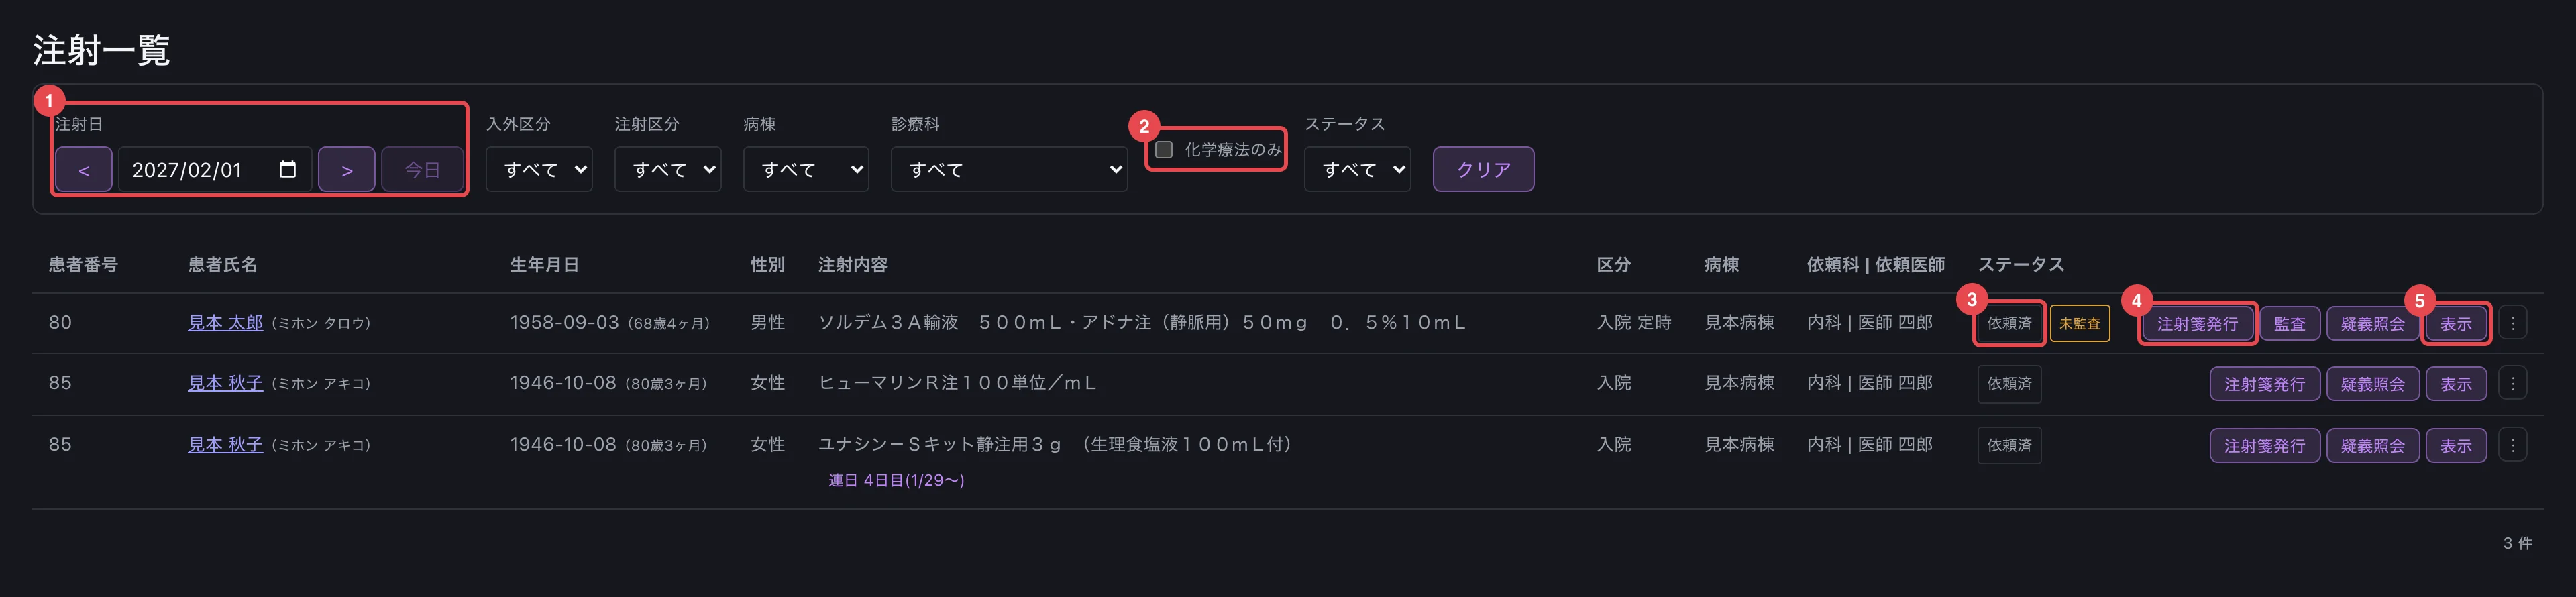 注射一覧
1
注射日 入外区分 注射区分 病棟 診療科 2 化学療法のみ ステータス
< 2027/02/01 > 今日 すべて すべて すべて すべて すべて クリア
患者番号 患者氏名 生年月日 性別 注射内容 区分 病棟 依頼科 | 依頼医師 ステータス
3 4 5
80 見本 太郎 (ミホン タロウ) 1958-09-03 (68歳4ヶ月) 男性 ソルデム3A輸液 500mL・アドナ注(静脈用)50mg 0.5%10mL 入院 定時 見本病棟 内科 | 医師 四郎 依頼済 未監査 注射箋発行 監査 疑義照会 表示 ⋮
85 見本 秋子 (ミホン アキコ) 1946-10-08 (80歳3ヶ月) 女性 ヒューマリンR注100単位/mL 入院 見本病棟 内科 | 医師 四郎 依頼済 注射箋発行 疑義照会 表示 ⋮
85 見本 秋子 (ミホン アキコ) 1946-10-08 (80歳3ヶ月) 女性 ユナシン-Sキット静注用3g (生理食塩液100mL付) 入院 見本病棟 内科 | 医師 四郎 依頼済 注射箋発行 疑義照会 表示 ⋮
連日 4日目(1/29〜)
3 件